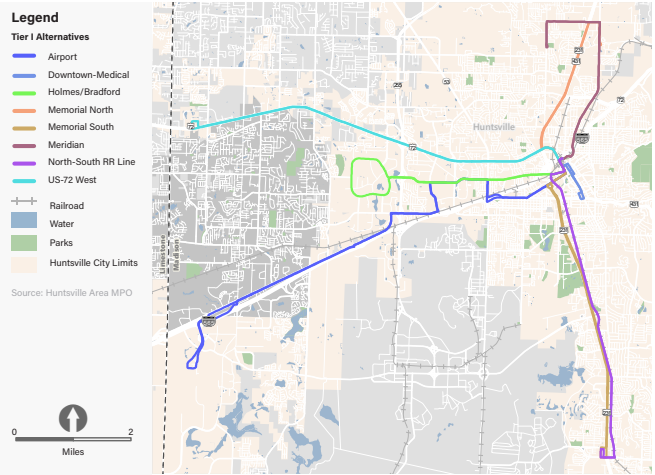 Legend
Tier I Alternatives
Airport
Downtown-Medical
Holmes/Bradford
Memorial North
Memorial South
Meridian
North-South RR Line
US-72 West
Railroad
Water
Parks
Huntsville City Limits
Source: Huntsville Area MPO
0 2
Miles
231
431
255
53
72
72
Huntsville
72
431
231
Limestone
Madison
231